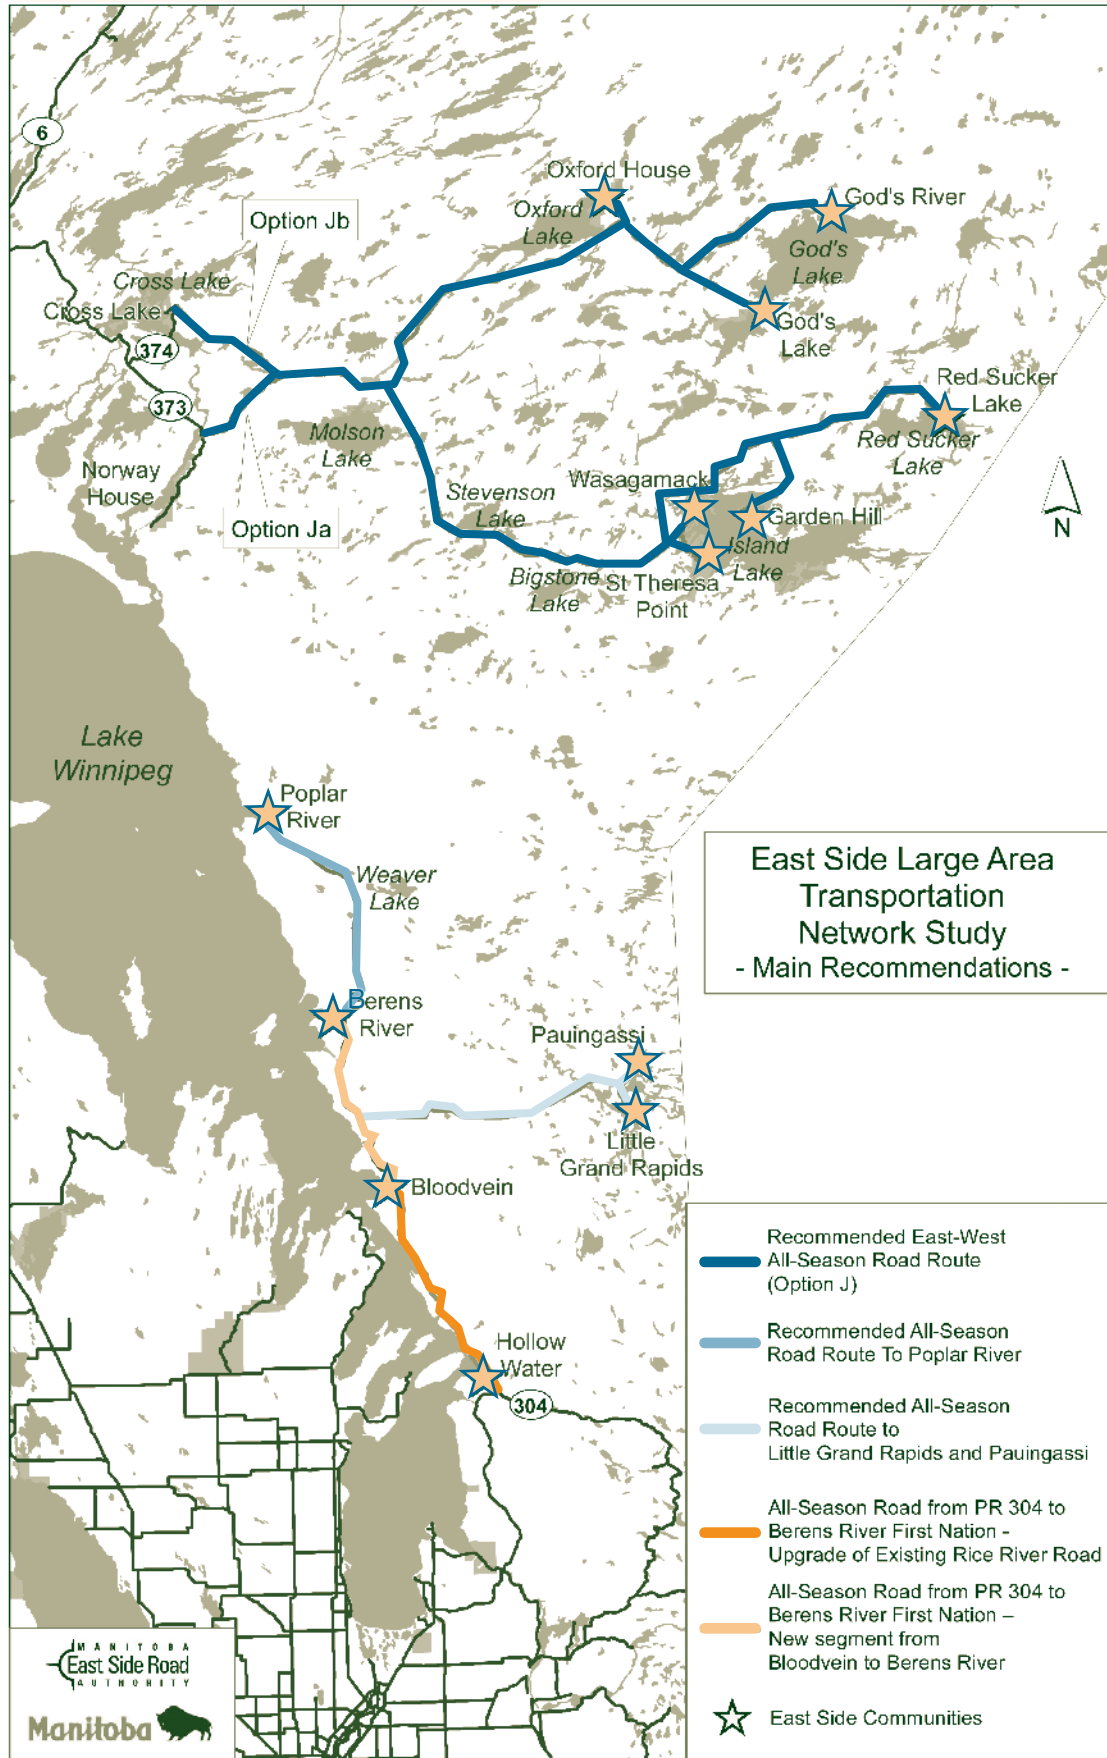 6
Oxford House
God's River
Option Jb
Oxford
Lake
God's
Lake
Cross Lake
Cross Lake
God's
Lake
374
Red Sucker
Lake
373
Molson
Lake
Red Sucker
Lake
Norway
House
Wasagamack
Stevenson
Lake
Garden Hill
Option Ja
N
Island
Lake
Bigstone
Lake
St Theresa
Point
Lake
Winnipeg
Poplar
River
Weaver
Lake
East Side Large Area
Transportation
Network Study
- Main Recommendations -
Berens
River
Pauingassi
Little
Grand Rapids
Bloodvein
Hollow
Water
304
Recommended East-West
All-Season Road Route
(Option J)
Recommended All-Season
Road Route To Poplar River
Recommended All-Season
Road Route to
Little Grand Rapids and Pauingassi
All-Season Road from PR 304 to
Berens River First Nation -
Upgrade of Existing Rice River Road
All-Season Road from PR 304 to
Berens River First Nation –
New segment from
Bloodvein to Berens River
East Side Communities
MANITOBA
East Side Road
AUTHORITY
Manitoba